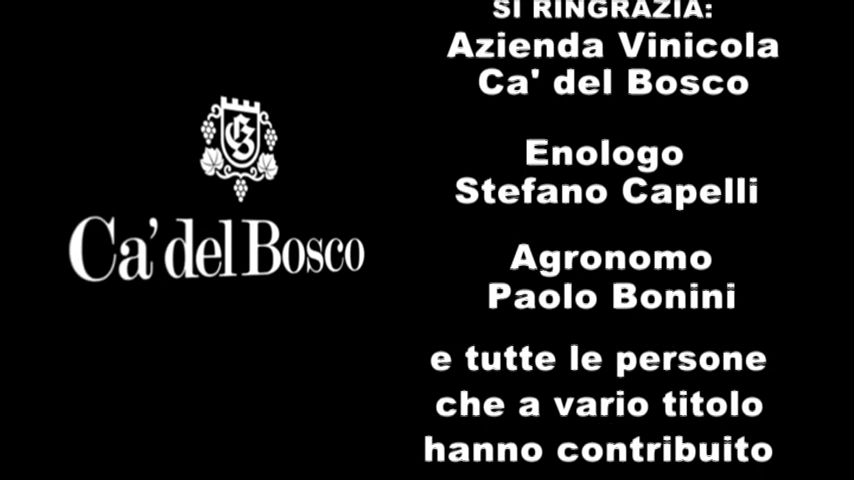 Ca' del Bosco
SI RINGRAZIA:
Azienda Vinicola
Ca' del Bosco
Enologo
Stefano Capelli
Agronomo
Paolo Bonini
e tutte le persone
che a vario titolo
hanno contribuito